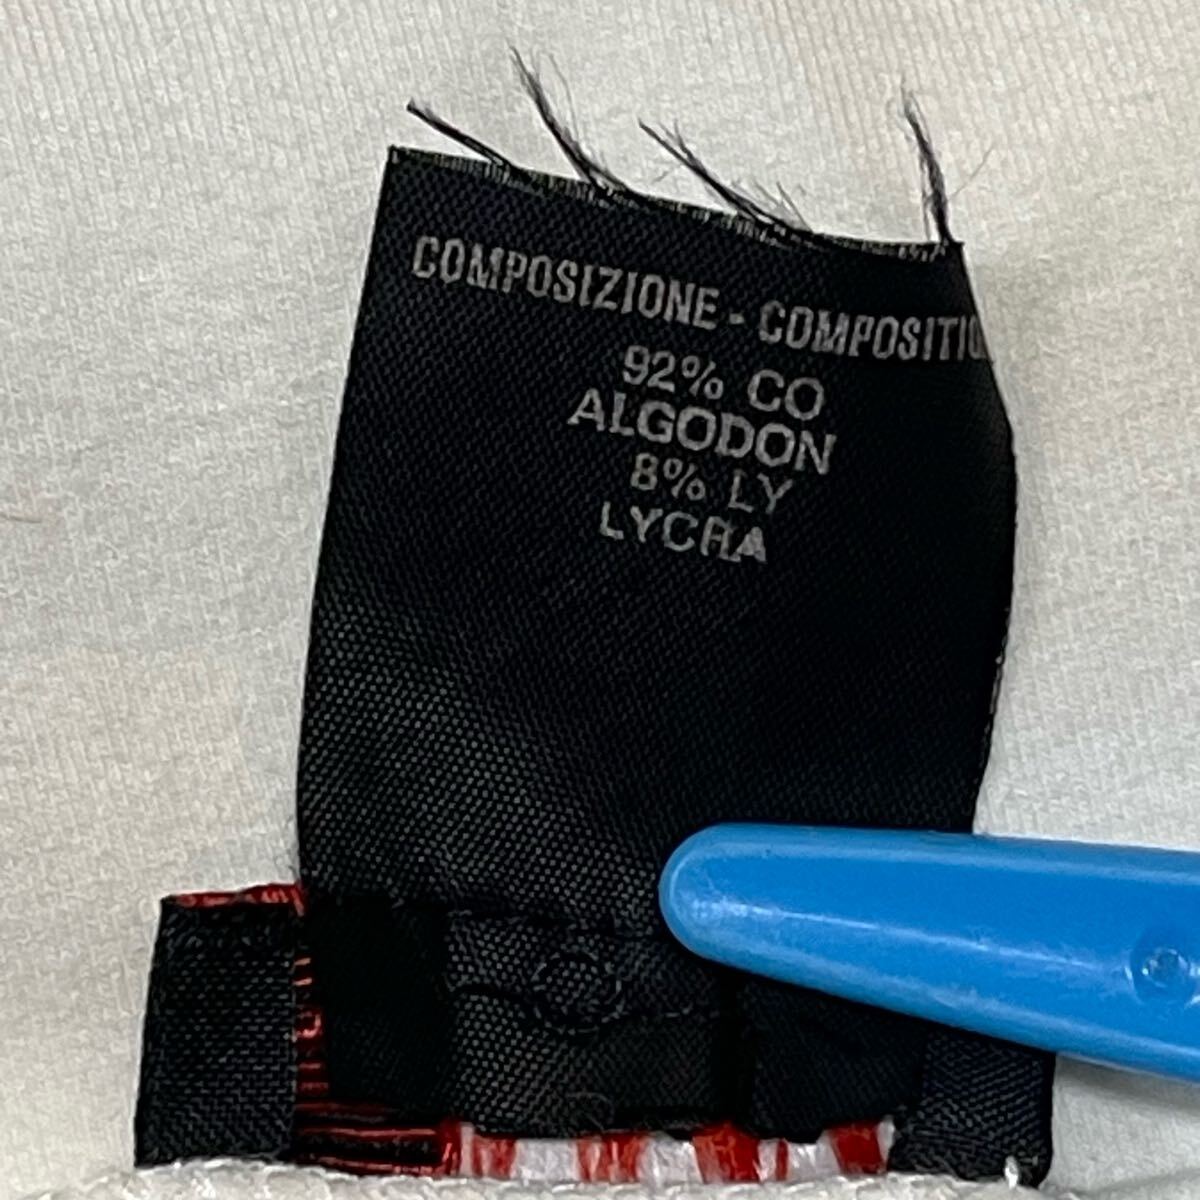 COMPOSIZIONE - COMPOSITIO
92% CO
ALGODON
8% LY
LYCRA